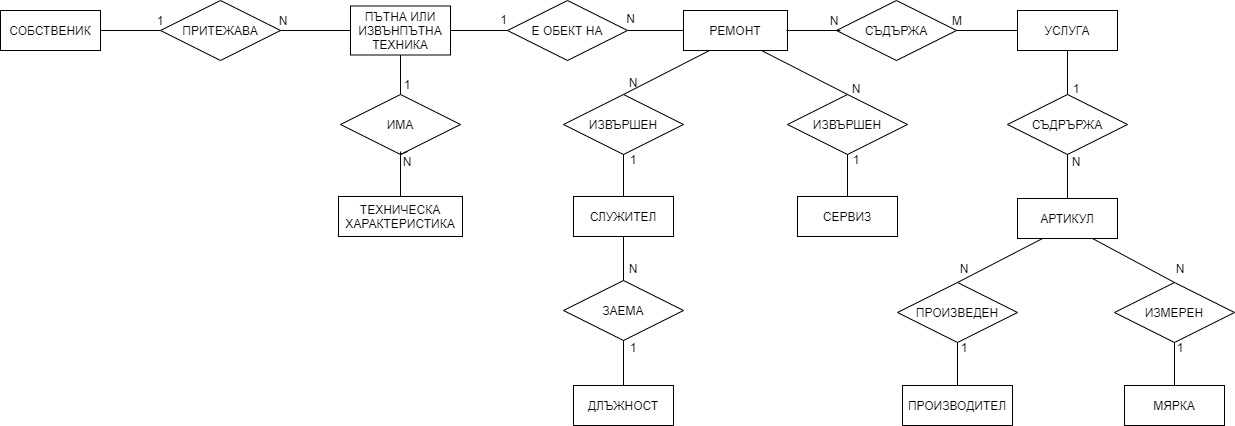 СОБСТВЕНИК
1
ПРИТЕЖАВА
N
ПЪТНА ИЛИ
ИЗВЪНПЪТНА
ТЕХНИКА
1
Е ОБЕКТ НА
N
РЕМОНТ
N
СЪДЪРЖА
M
УСЛУГА
1
ИМА
N
ТЕХНИЧЕСКА
ХАРАКТЕРИСТИКА
N
ИЗВЪРШЕН
1
СЛУЖИТЕЛ
N
ЗАЕМА
1
ДЛЪЖНОСТ
N
ИЗВЪРШЕН
1
СЕРВИЗ
1
СЪДРЪРЖА
N
АРТИКУЛ
N
ПРОИЗВЕДЕН
1
ПРОИЗВОДИТЕЛ
N
ИЗМЕРЕН
1
МЯРКА